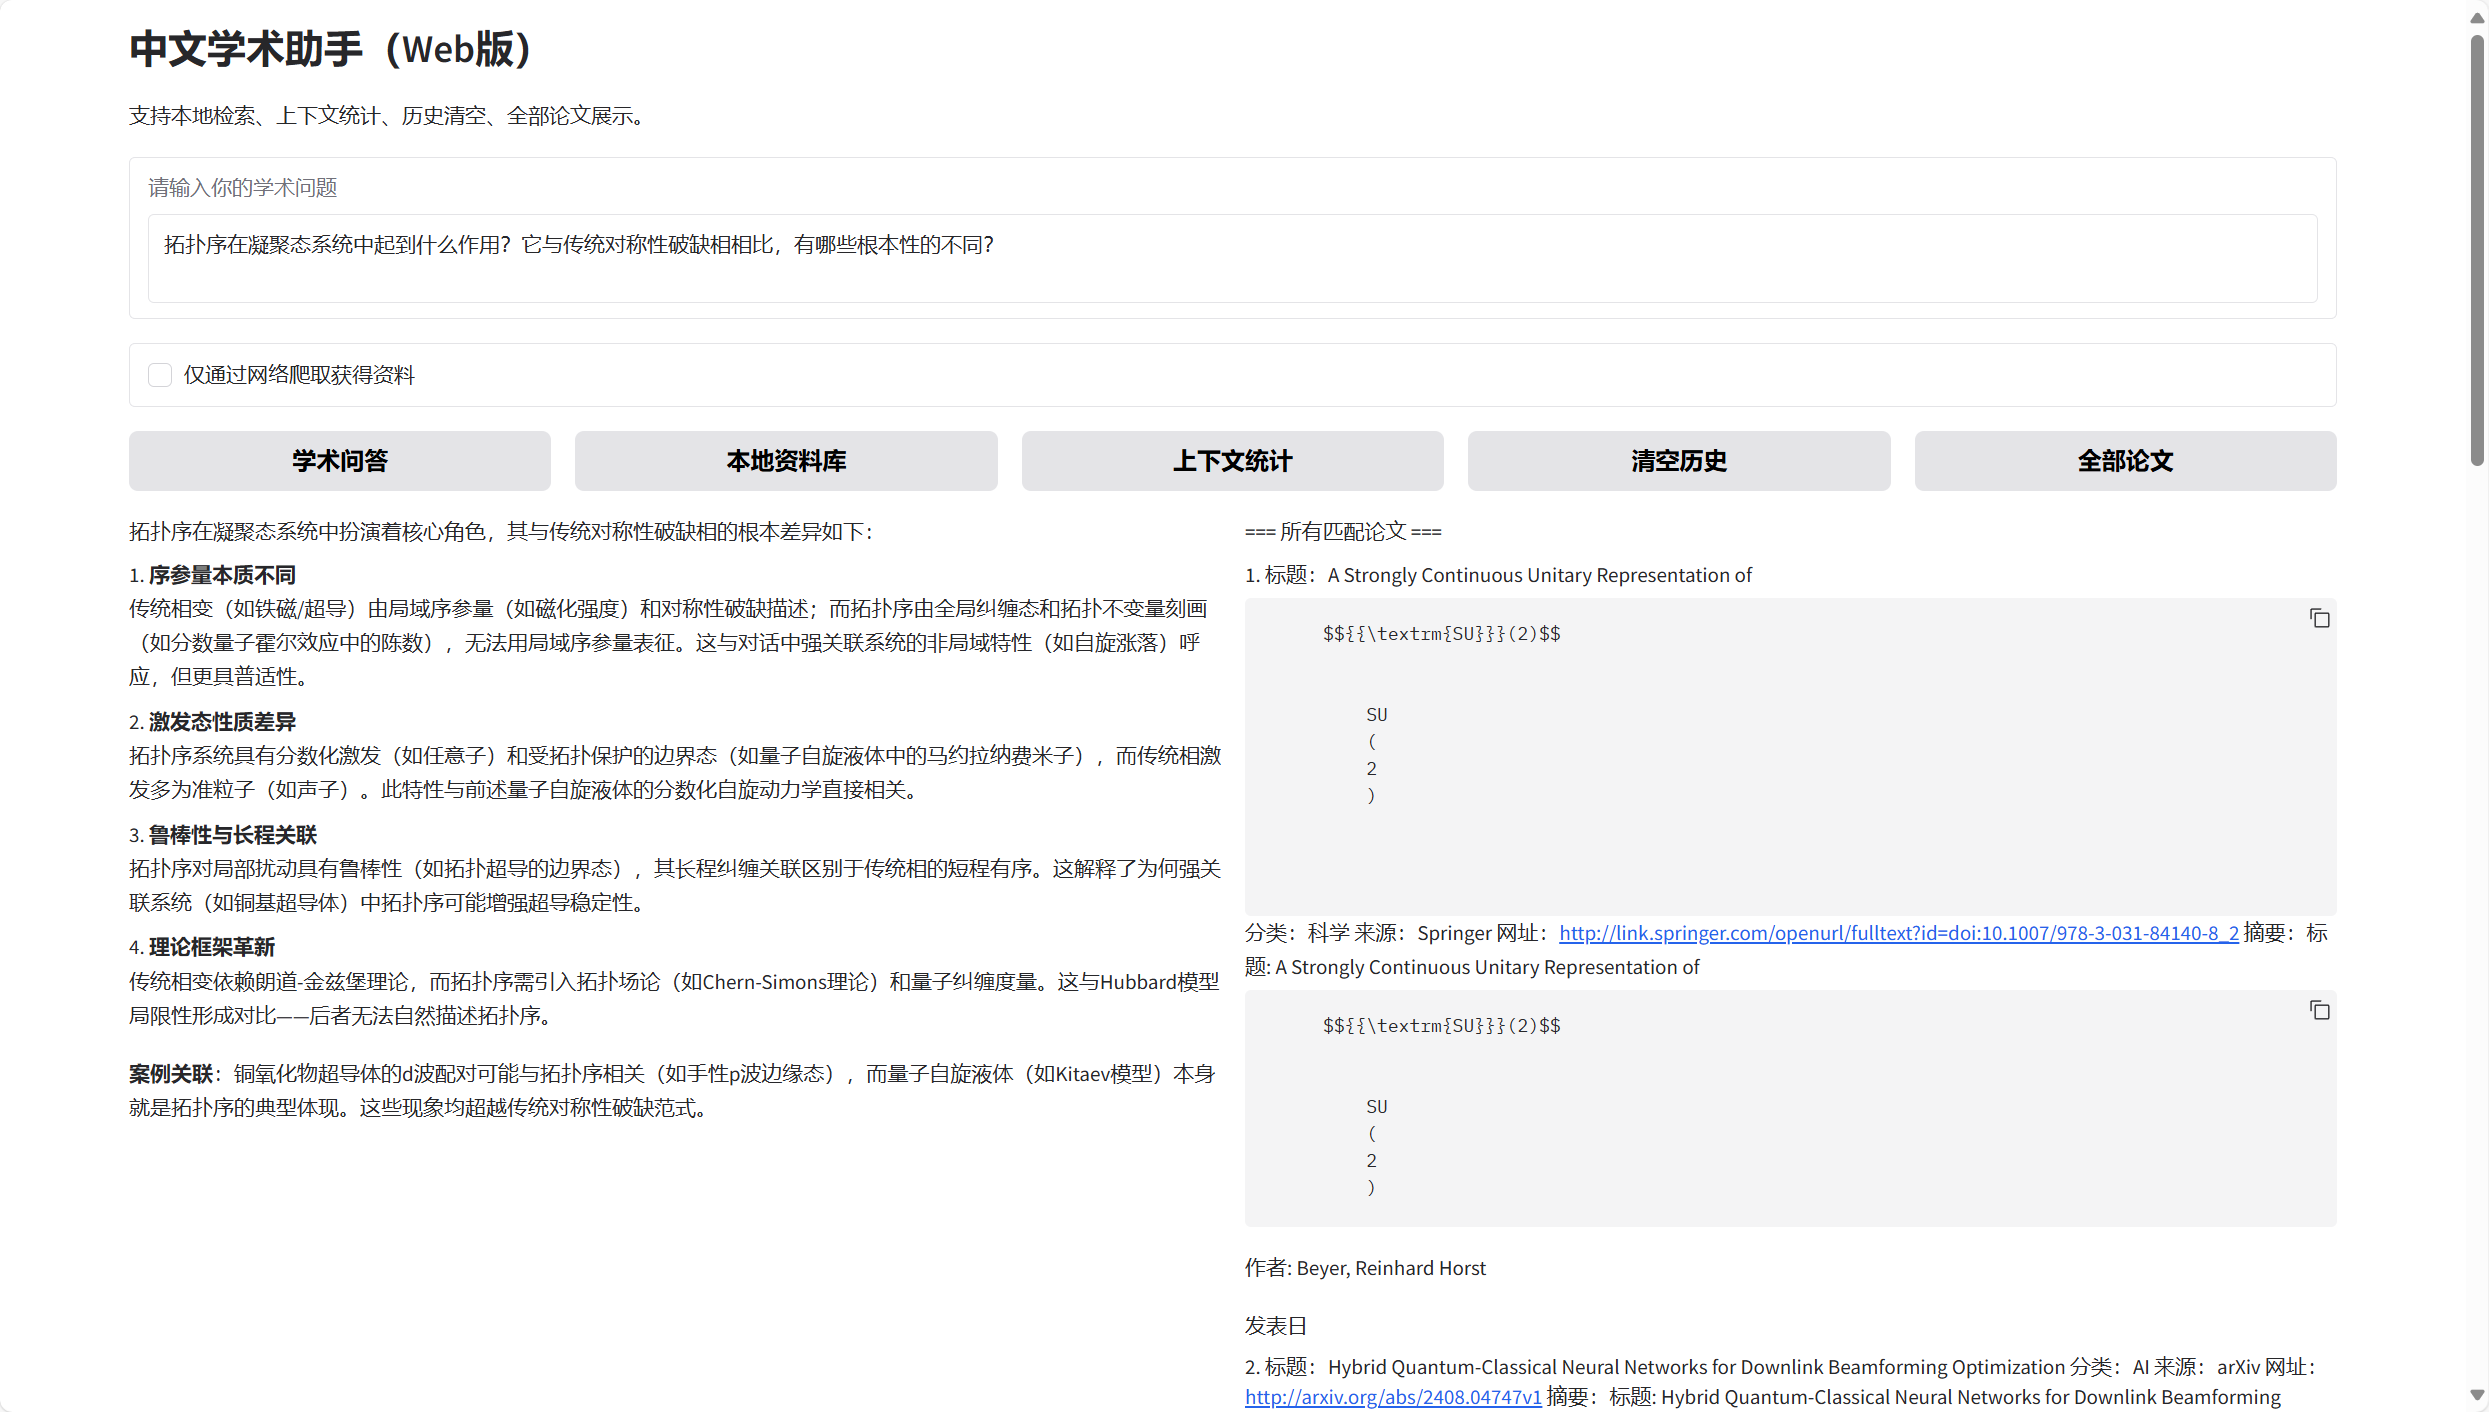 中文学术助手（Web版）
支持本地检索、上下文统计、历史清空、全部论文展示。
请输入你的学术问题
拓扑序在凝聚态系统中起到什么作用？它与传统对称性破缺相相比，有哪些根本性的不同？
仅通过网络爬取获得资料
学术问答
本地资料库
上下文统计
清空历史
全部论文
拓扑序在凝聚态系统中扮演着核心角色，其与传统对称性破缺相的根本差异如下：
1. 序参量本质不同
传统相变（如铁磁/超导）由局域序参量（如磁化强度）和对称性破缺描述；而拓扑序由全局纠缠态和拓扑不变量刻画
（如分数量子霍尔效应中的陈数），无法用局域序参量表征。这与对话中强关联系统的非局域特性（如自旋涨落）呼
应，但更具普适性。
2. 激发态性质差异
拓扑序系统具有分数化激发（如任意子）和受拓扑保护的边界态（如量子自旋液体中的马约拉纳费米子），而传统相激
发多为准粒子（如声子）。此特性与前述量子自旋液体的分数化自旋动力学直接相关。
3. 鲁棒性与长程关联
拓扑序对局部扰动具有鲁棒性（如拓扑超导的边界态），其长程纠缠关联区别于传统相的短程有序。这解释了为何强关
联系统（如铜基超导体）中拓扑序可能增强超导稳定性。
4. 理论框架革新
传统相变依赖朗道-金兹堡理论，而拓扑序需引入拓扑场论（如Chern-Simons理论）和量子纠缠度量。这与Hubbard模型
局限性形成对比——后者无法自然描述拓扑序。
案例关联：铜氧化物超导体的d波配对可能与拓扑序相关（如手性p波边缘态），而量子自旋液体（如Kitaev模型）本身
就是拓扑序的典型体现。这些现象均超越传统对称性破缺范式。
=== 所有匹配论文 ===
1. 标题：A Strongly Continuous Unitary Representation of
$${{\textrm{SU}}}(2)$$
SU
(
2
)
分类：科学 来源：Springer 网址：http://link.springer.com/openurl/fulltext?id=doi:10.1007/978-3-031-84140-8_2 摘要：标
题: A Strongly Continuous Unitary Representation of
$${{\textrm{SU}}}(2)$$
SU
(
2
)
作者: Beyer, Reinhard Horst
发表日
2. 标题：Hybrid Quantum-Classical Neural Networks for Downlink Beamforming Optimization 分类：AI 来源：arXiv 网址：
http://arxiv.org/abs/2408.04747v1 摘要：标题: Hybrid Quantum-Classical Neural Networks for Downlink Beamforming